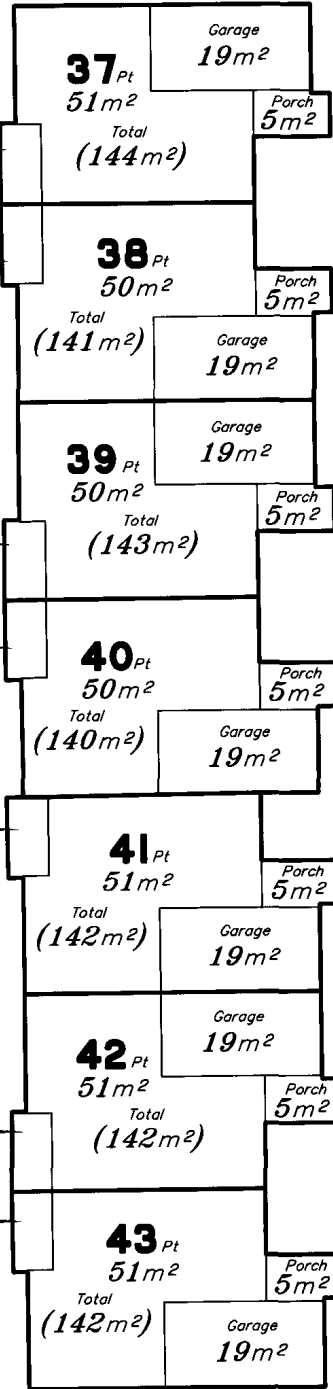 Garage
19m²
37 Pt
51m²
Porch
5m²
Total
(144m²)
38 Pt
50m²
Porch
5m²
Total
(141m²)
Garage
19m²
Garage
19m²
39 Pt
50m²
Porch
5m²
Total
(143m²)
40 Pt
50m²
Porch
5m²
Total
(140m²)
Garage
19m²
41 Pt
51m²
Porch
5m²
Total
(142m²)
Garage
19m²
Garage
19m²
42 Pt
51m²
Porch
5m²
Total
(142m²)
43 Pt
51m²
Porch
5m²
Total
(142m²)
Garage
19m²